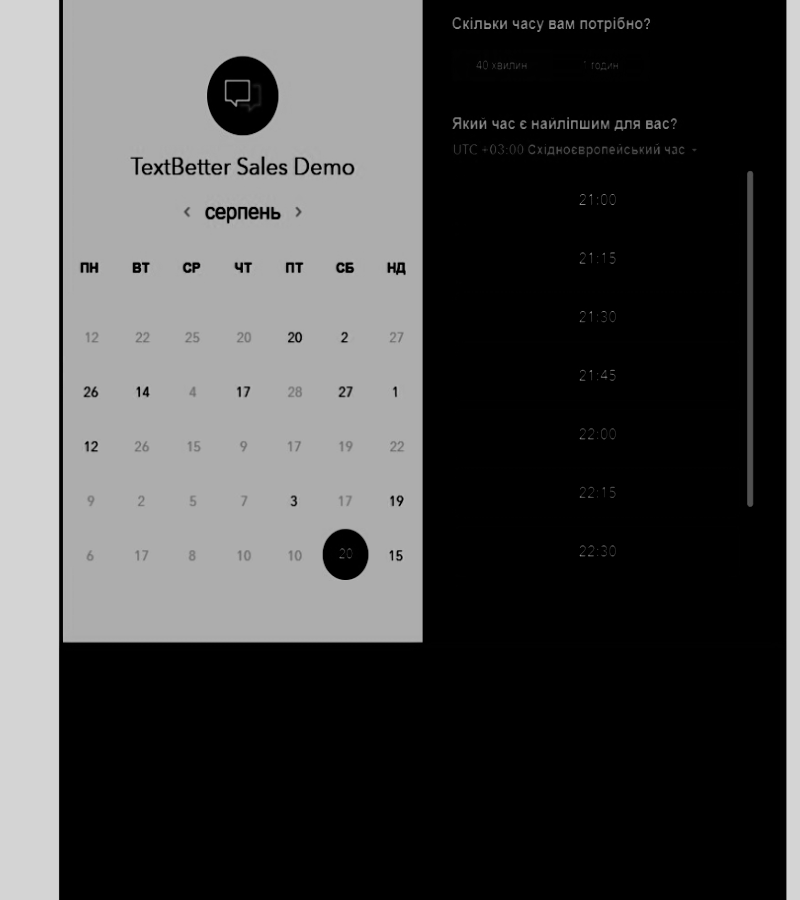 TextBetter Sales Demo
‹ серпень ›
ПН ВТ СР ЧТ ПТ СБ НД
12 22 25 20 20 2 27
26 14 4 17 28 27 1
12 26 15 9 17 19 22
9 2 5 7 3 17 19
6 17 8 10 10 20 15
Скільки часу вам потрібно?
40 хвилин 1 годин
Який час є найліпшим для вас?
UTC +03:00 Східноєвропейський час
21:00
21:15
21:30
21:45
22:00
22:15
22:30